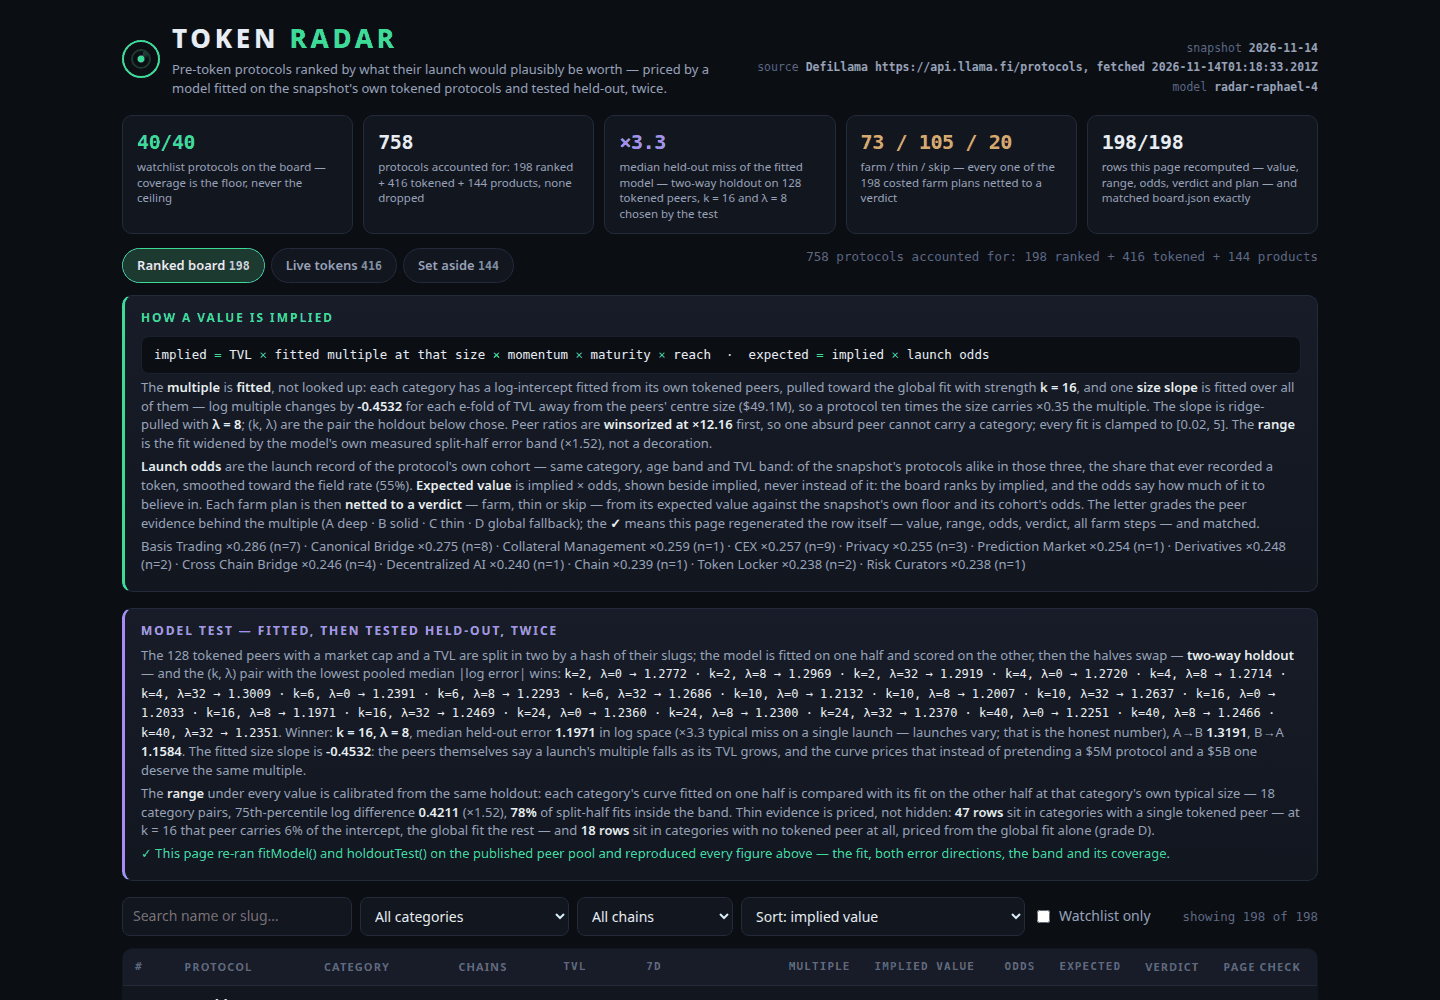 TOKEN RADAR
Pre-token protocols ranked by what their launch would plausibly be worth — priced by a
model fitted on the snapshot's own tokened protocols and tested held-out, twice.
snapshot 2026-11-14
source DefiLlama https://api.llama.fi/protocols, fetched 2026-11-14T01:18:33.201Z
model radar-raphael-4
40/40
watchlist protocols on the board —
coverage is the floor, never the
ceiling
758
protocols accounted for: 198 ranked
+ 416 tokened + 144 products, none
dropped
×3.3
median held-out miss of the fitted
model — two-way holdout on 128
tokened peers, k = 16 and λ = 8
chosen by the test
73 / 105 / 20
farm / thin / skip — every one of the
198 costed farm plans netted to a
verdict
198/198
rows this page recomputed — value,
range, odds, verdict and plan — and
matched board.json exactly
Ranked board 198
Live tokens 416
Set aside 144
758 protocols accounted for: 198 ranked + 416 tokened + 144 products
HOW A VALUE IS IMPLIED
implied = TVL × fitted multiple at that size × momentum × maturity × reach · expected = implied × launch odds
The multiple is fitted, not looked up: each category has a log-intercept fitted from its own tokened peers, pulled toward the global fit with strength k = 16, and one size slope is fitted over all
of them — log multiple changes by -0.4532 for each e-fold of TVL away from the peers' centre size ($49.1M), so a protocol ten times the size carries ×0.35 the multiple. The slope is ridge-
pulled with λ = 8; (k, λ) are the pair the holdout below chose. Peer ratios are winsorized at ×12.16 first, so one absurd peer cannot carry a category; every fit is clamped to [0.02, 5]. The range
is the fit widened by the model's own measured split-half error band (×1.52), not a decoration.
Launch odds are the launch record of the protocol's own cohort — same category, age band and TVL band: of the snapshot's protocols alike in those three, the share that ever recorded a
token, smoothed toward the field rate (55%). Expected value is implied × odds, shown beside implied, never instead of it: the board ranks by implied, and the odds say how much of it to
believe in. Each farm plan is then netted to a verdict — farm, thin or skip — from its expected value against the snapshot's own floor and its cohort's odds. The letter grades the peer
evidence behind the multiple (A deep · B solid · C thin · D global fallback); the ✓ means this page regenerated the row itself — value, range, odds, verdict, all farm steps — and matched.
Basis Trading ×0.286 (n=7) · Canonical Bridge ×0.275 (n=8) · Collateral Management ×0.259 (n=1) · CEX ×0.257 (n=9) · Privacy ×0.255 (n=3) · Prediction Market ×0.254 (n=1) · Derivatives ×0.248
(n=2) · Cross Chain Bridge ×0.246 (n=4) · Decentralized AI ×0.240 (n=1) · Chain ×0.239 (n=1) · Token Locker ×0.238 (n=2) · Risk Curators ×0.238 (n=1)
MODEL TEST — FITTED, THEN TESTED HELD-OUT, TWICE
The 128 tokened peers with a market cap and a TVL are split in two by a hash of their slugs; the model is fitted on one half and scored on the other, then the halves swap — two-way holdout
— and the (k, λ) pair with the lowest pooled median |log error| wins: k=2, λ=0 → 1.2772 · k=2, λ=8 → 1.2969 · k=2, λ=32 → 1.2919 · k=4, λ=0 → 1.2720 · k=4, λ=8 → 1.2714 ·
k=4, λ=32 → 1.3009 · k=6, λ=0 → 1.2391 · k=6, λ=8 → 1.2293 · k=6, λ=32 → 1.2686 · k=10, λ=0 → 1.2132 · k=10, λ=8 → 1.2007 · k=10, λ=32 → 1.2637 · k=16, λ=0 →
1.2033 · k=16, λ=8 → 1.1971 · k=16, λ=32 → 1.2469 · k=24, λ=0 → 1.2360 · k=24, λ=8 → 1.2300 · k=24, λ=32 → 1.2370 · k=40, λ=0 → 1.2251 · k=40, λ=8 → 1.2466 ·
k=40, λ=32 → 1.2351. Winner: k = 16, λ = 8, median held-out error 1.1971 in log space (×3.3 typical miss on a single launch — launches vary; that is the honest number), A→B 1.3191, B→A
1.1584. The fitted size slope is -0.4532: the peers themselves say a launch's multiple falls as its TVL grows, and the curve prices that instead of pretending a $5M protocol and a $5B one
deserve the same multiple.
The range under every value is calibrated from the same holdout: each category's curve fitted on one half is compared with its fit on the other half at that category's own typical size — 18
category pairs, 75th-percentile log difference 0.4211 (×1.52), 78% of split-half fits inside the band. Thin evidence is priced, not hidden: 47 rows sit in categories with a single tokened peer — at
k = 16 that peer carries 6% of the intercept, the global fit the rest — and 18 rows sit in categories with no tokened peer at all, priced from the global fit alone (grade D).
✓ This page re-ran fitModel() and holdoutTest() on the published peer pool and reproduced every figure above — the fit, both error directions, the band and its coverage.
Search name or slug...
All categories
All chains
Sort: implied value
Watchlist only
showing 198 of 198
# PROTOCOL CATEGORY CHAINS TVL 7D MULTIPLE IMPLIED VALUE ODDS EXPECTED VERDICT PAGE CHECK